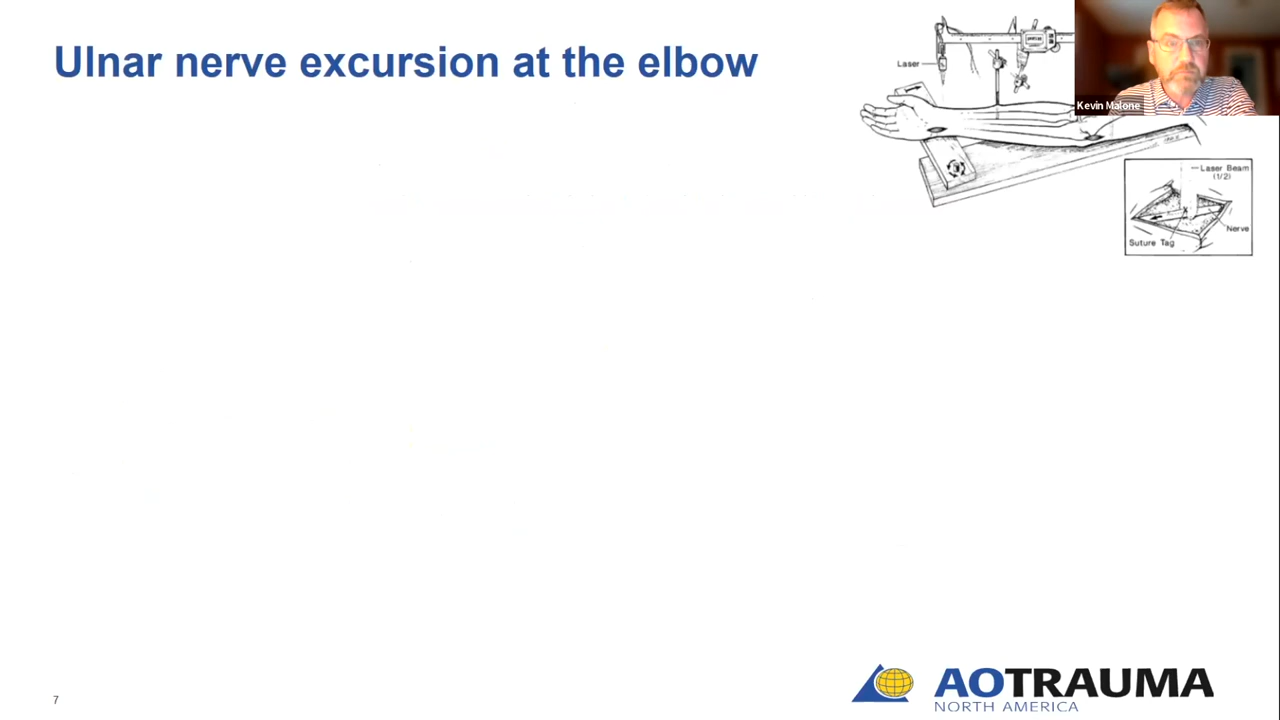 Ulnar nerve excursion at the elbow
Laser
Kevin Malone
Laser Beam
(1/2)
Nerve
Suture Tag
7
AOTRAUMA
NORTH AMERICA